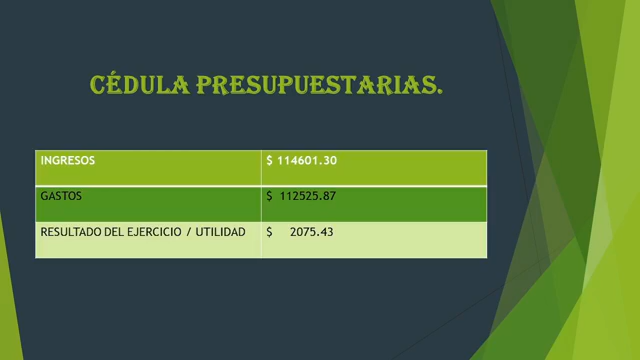 CÉDULA PRESUPUESTARIAS.
INGRESOS $ 114601.30
GASTOS $ 112525.87
RESULTADO DEL EJERCICIO / UTILIDAD $ 2075.43